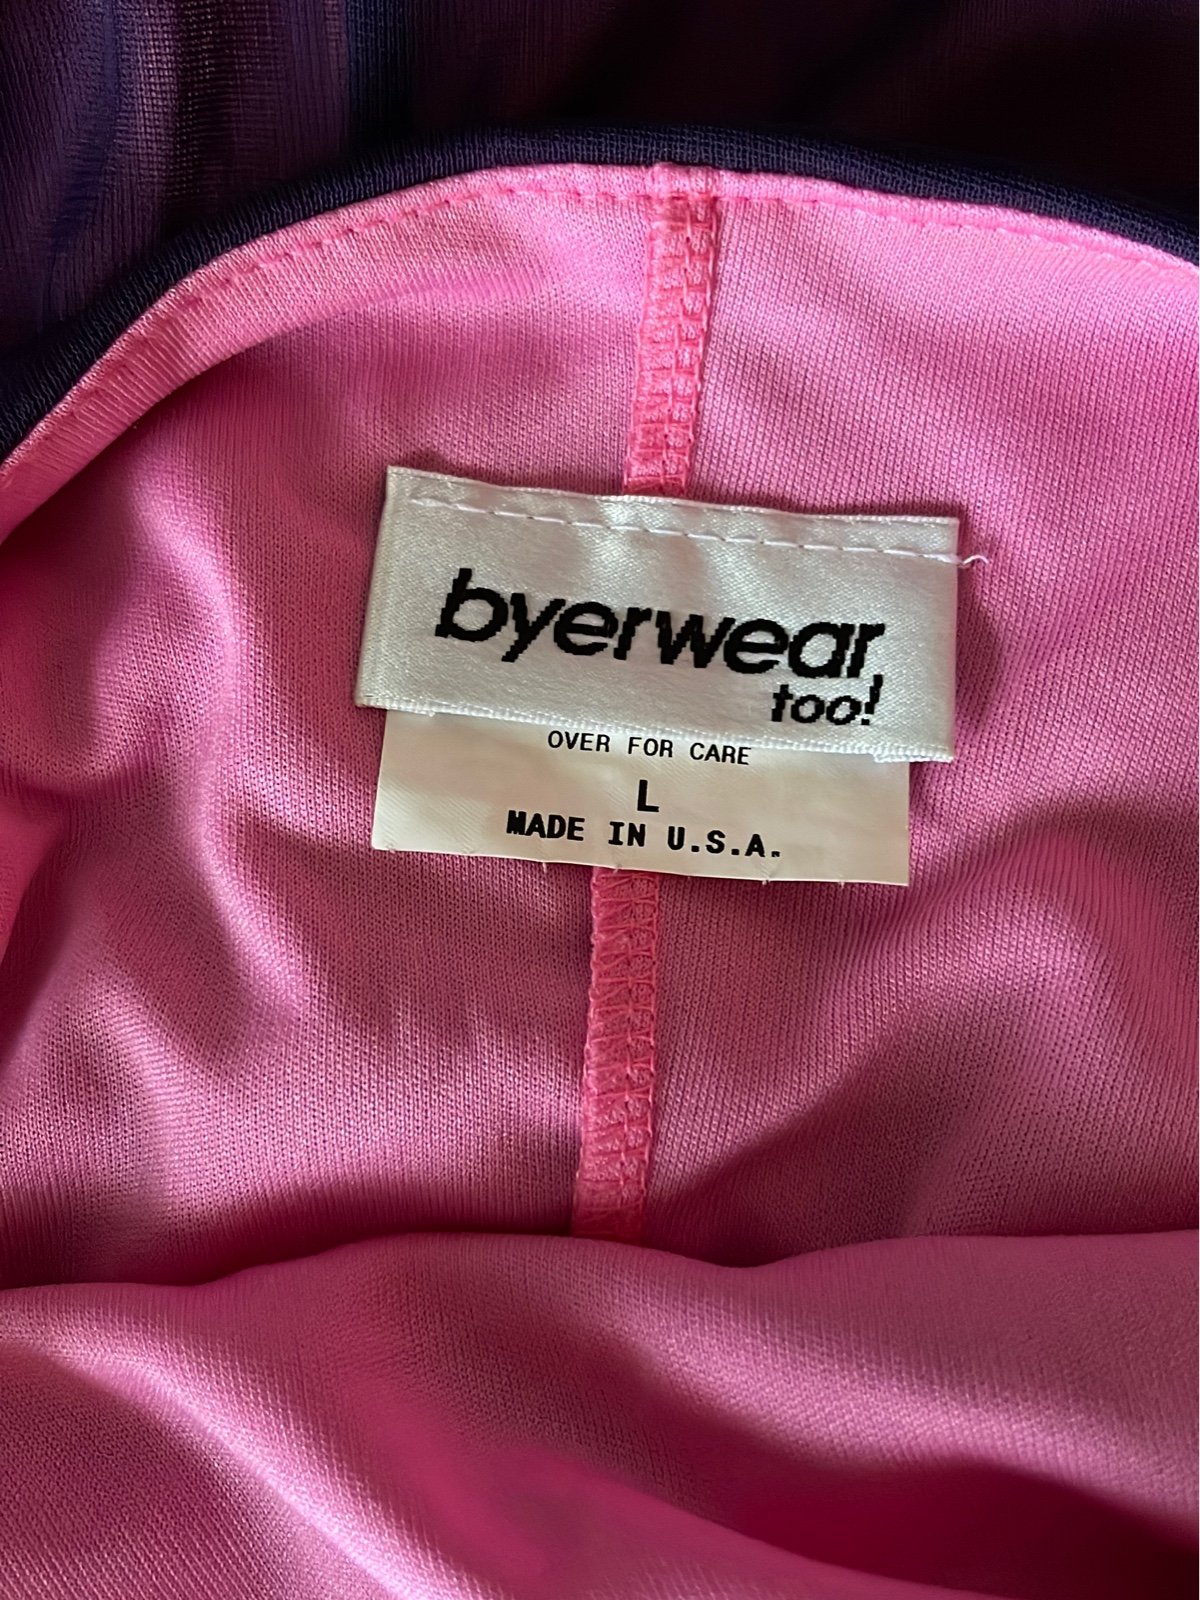 byerwear
too!
OVER FOR CARE
L
MADE IN U.S.A.